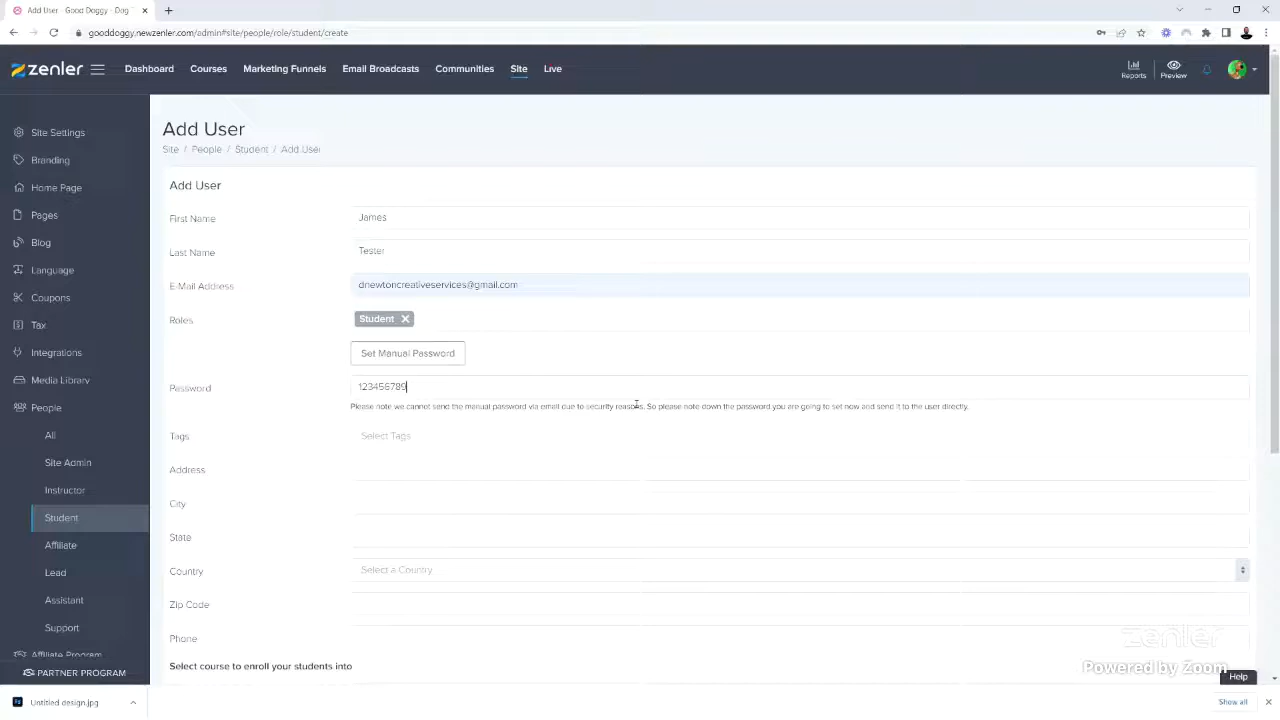 Add User - Good Doggy - Dog
gooddoggy.newzenler.com/admin#site/people/role/student/create
zenler
Dashboard
Courses
Marketing Funnels
Email Broadcasts
Communities
Site
Live
Reports
Preview
Site Settings
Branding
Home Page
Pages
Blog
Language
Coupons
Tax
Integrations
Media Library
People
All
Site Admin
Instructor
Student
Affiliate
Lead
Assistant
Support
Affiliate Program
PARTNER PROGRAM
Add User
Site / People / Student / Add User
Add User
First Name
James
Last Name
Tester
E-Mail Address
dnewtoncreativeservices@gmail.com
Roles
Student
Set Manual Password
Password
123456789
Please note we cannot send the manual password via email due to security reasons. So please note down the password you are going to set now and send it to the user directly.
Tags
Select Tags
Address
City
State
Country
Select a Country
Zip Code
Phone
Select course to enroll your students into
zenler
Powered by Zoom
Help
Untitled design.jpg
Show all